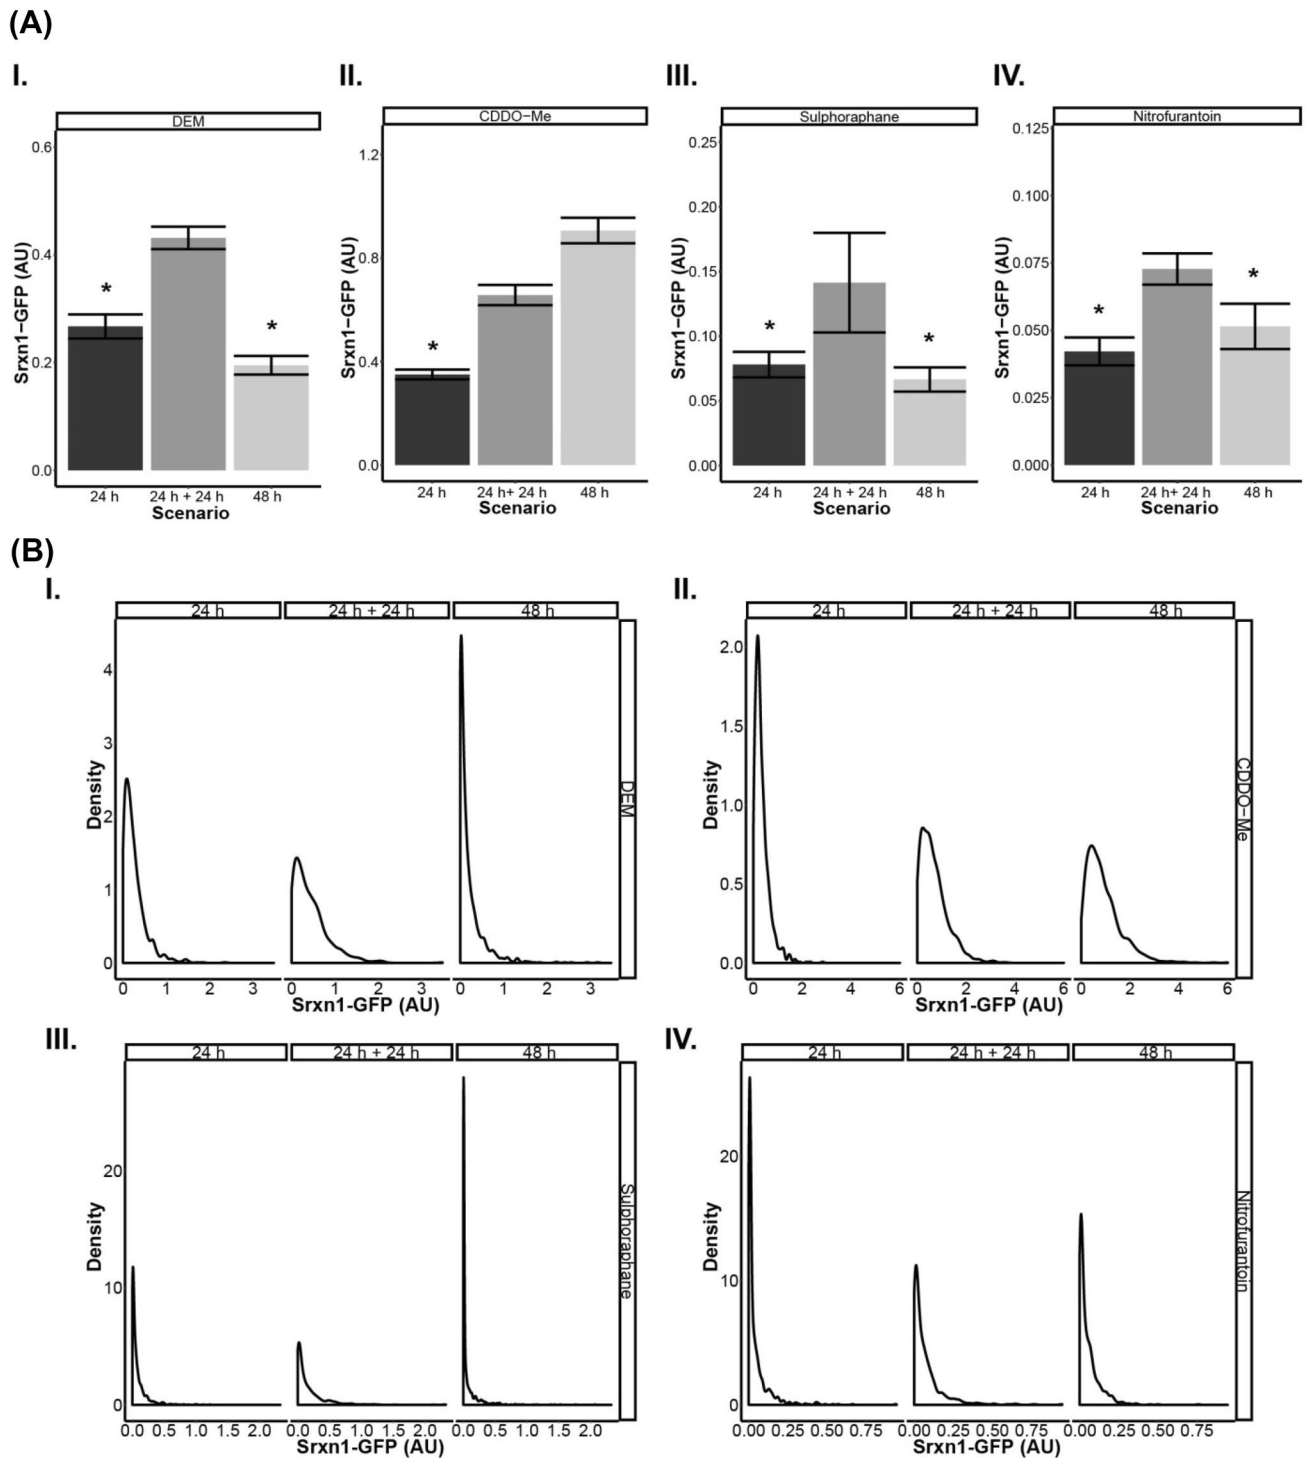 (A)
I.
II.
III.
IV.
DEM
CDDO−Me
Sulphoraphane
Nitrofurantoin
Srxn1−GFP (AU)
0.6
0.4
0.2
0.0
*
*
24 h
24 h + 24 h
48 h
Scenario
Srxn1−GFP (AU)
1.2
0.8
0.4
0.0
*
24 h
24 h+ 24 h
48 h
Scenario
Srxn1−GFP (AU)
0.25
0.20
0.15
0.10
0.05
0.00
*
*
24 h
24 h + 24 h
48 h
Scenario
Srxn1−GFP (AU)
0.125
0.100
0.075
0.050
0.025
0.000
*
*
24 h
24 h+ 24 h
48 h
Scenario
(B)
I.
24 h
24 h + 24 h
48 h
Density
4
3
2
1
0
DEM
0 1 2 3 0 1 2 3 0 1 2 3
Srxn1-GFP (AU)
II.
24 h
24 h + 24 h
48 h
Density
2.0
1.5
1.0
0.5
0.0
CDDO−Me
0 2 4 6 0 2 4 6 0 2 4 6
Srxn1-GFP (AU)
III.
24 h
24 h + 24 h
48 h
Density
20
10
0
Sulphoraphane
0.0 0.5 1.0 1.5 2.0 0.0 0.5 1.0 1.5 2.0 0.0 0.5 1.0 1.5 2.0
Srxn1-GFP (AU)
IV.
24 h
24 h + 24 h
48 h
Density
20
10
0
Nitrofurantoin
0.00 0.25 0.50 0.75 0.00 0.25 0.50 0.75 0.00 0.25 0.50 0.75
Srxn1-GFP (AU)